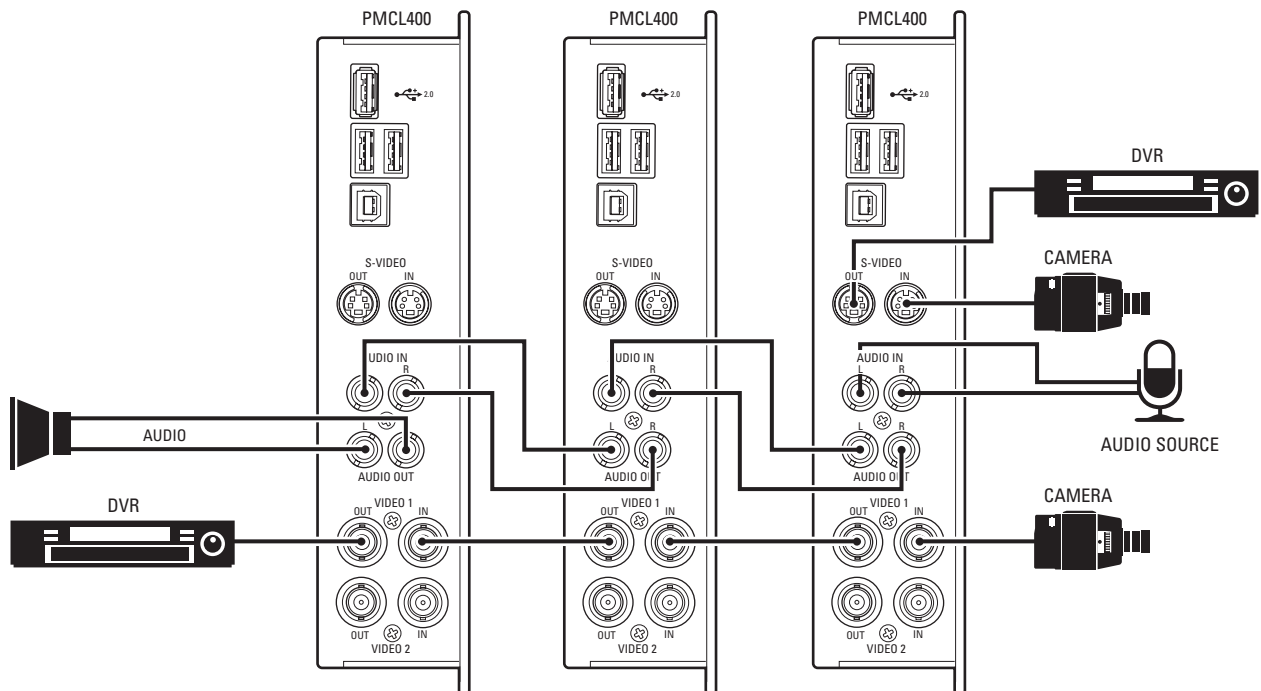 PMCL400
2.0
S-VIDEO
OUT IN
UDIO IN
R
L
AUDIO OUT
VIDEO 1
OUT IN
OUT IN
VIDEO 2
PMCL400
2.0
S-VIDEO
OUT IN
UDIO IN
R
L R
AUDIO OUT
VIDEO 1
OUT IN
OUT IN
VIDEO 2
PMCL400
2.0
S-VIDEO
OUT IN
AUDIO IN
L R
L R
AUDIO OUT
VIDEO 1
OUT IN
OUT IN
VIDEO 2
DVR
CAMERA
AUDIO SOURCE
CAMERA
AUDIO
DVR